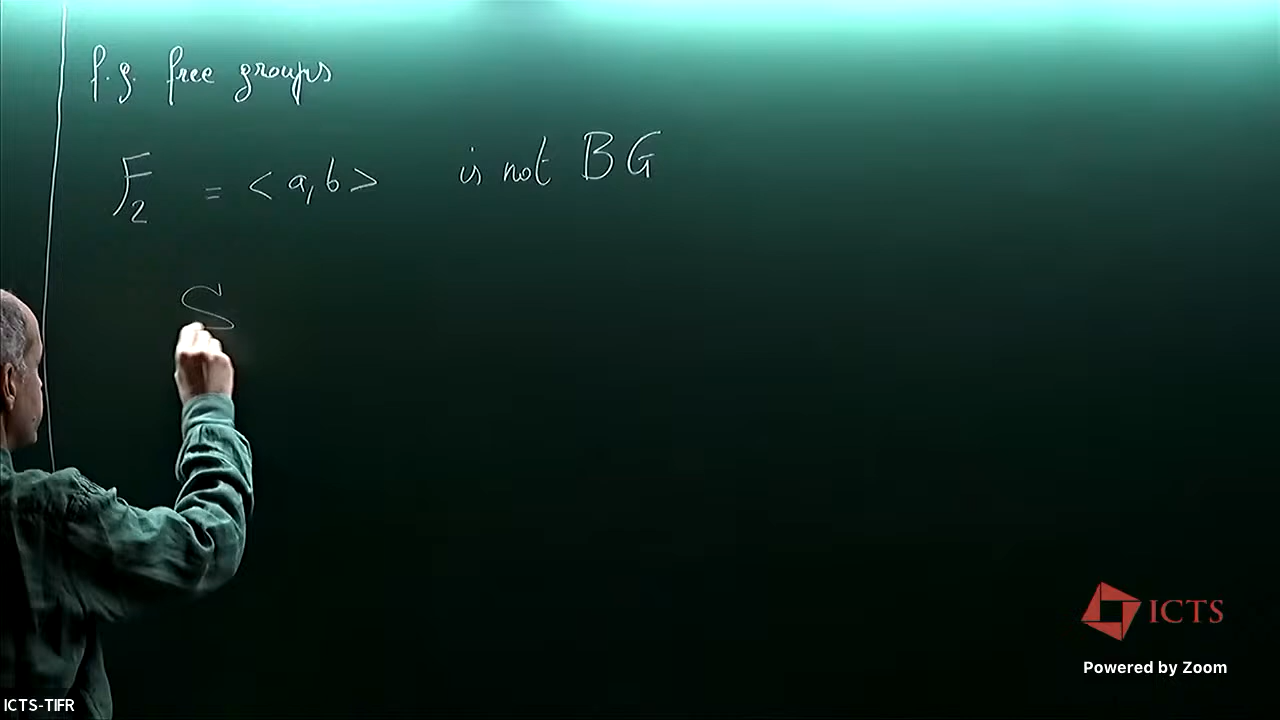 f.g. free groups
F₂ = <a,b> is not BG
S
ICTS
Powered by Zoom
ICTS-TIFR